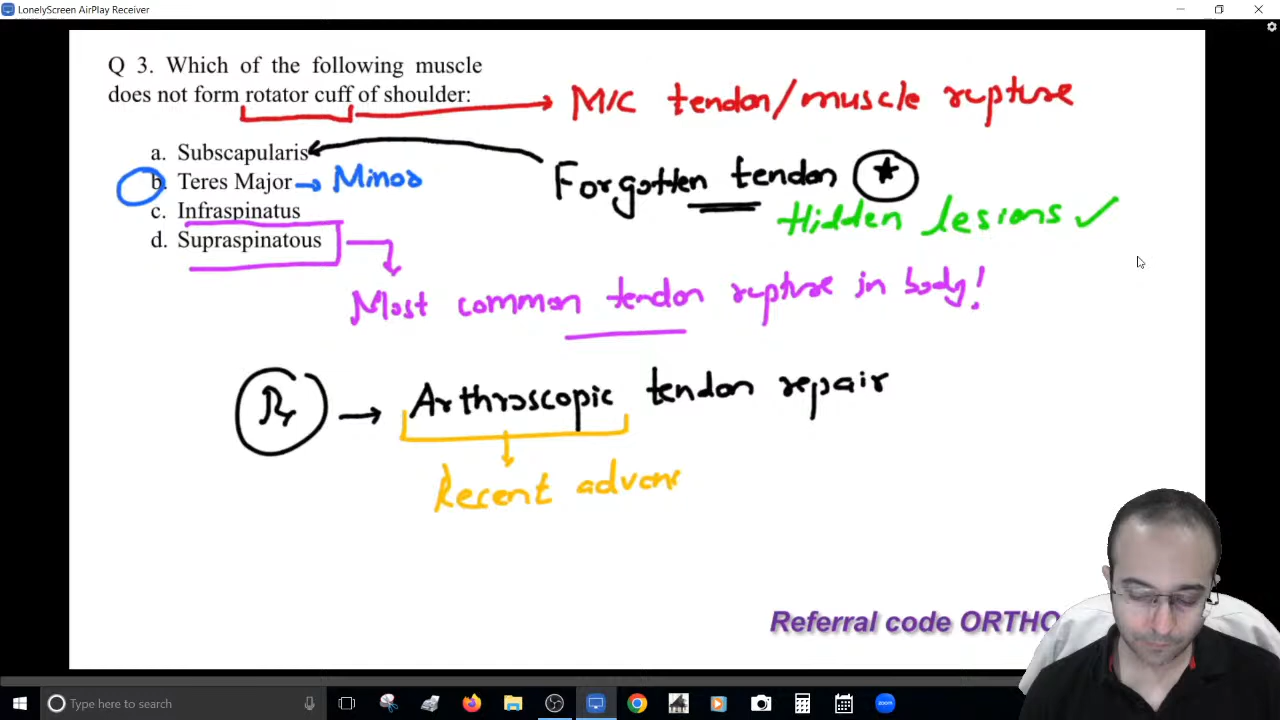 LonelyScreen AirPlay Receiver
Q 3. Which of the following muscle
does not form rotator cuff of shoulder:
M/C tendon/muscle rupture
a. Subscapularis
Forgotten tendon
b. Teres Major → Minor
Hidden lesions ✓
c. Infraspinatus
d. Supraspinatous
Most common tendon rupture in body!
Rx → Arthroscopic tendon repair
Recent advanc
Referral code ORTHO
Type here to search
zoom